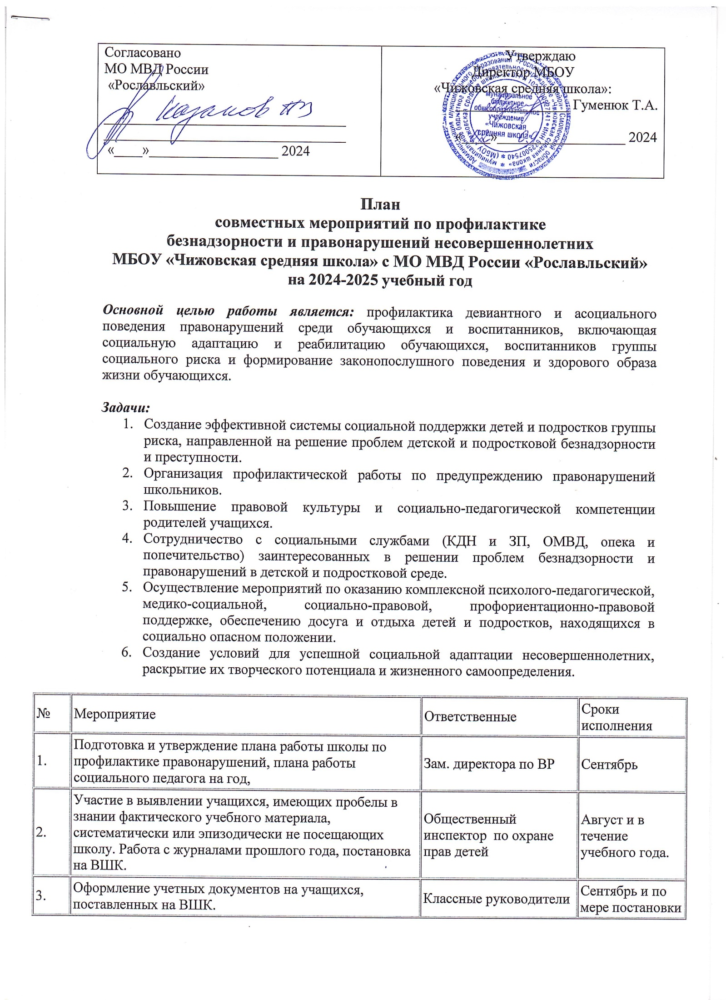 Согласовано
МО МВД России
«Рославльский»
Казаков АВ
«____»__________________ 2024
Утверждаю
Директор МБОУ
«Чижовская средняя школа»:
Гуменюк Т.А.
«____»__________________ 2024
муниципальное
бюджетное
общеобразовательное
учреждение
«Чижовская
средняя школа»
План
совместных мероприятий по профилактике
безнадзорности и правонарушений несовершеннолетних
МБОУ «Чижовская средняя школа» с МО МВД России «Рославльский»
на 2024-2025 учебный год
Основной целью работы является: профилактика девиантного и асоциального
поведения правонарушений среди обучающихся и воспитанников, включающая
социальную адаптацию и реабилитацию обучающихся, воспитанников группы
социального риска и формирование законопослушного поведения и здорового образа
жизни обучающихся.
Задачи:
1. Создание эффективной системы социальной поддержки детей и подростков группы
риска, направленной на решение проблем детской и подростковой безнадзорности
и преступности.
2. Организация профилактической работы по предупреждению правонарушений
школьников.
3. Повышение правовой культуры и социально-педагогической компетенции
родителей учащихся.
4. Сотрудничество с социальными службами (КДН и ЗП, ОМВД, опека и
попечительство) заинтересованных в решении проблем безнадзорности и
правонарушений в детской и подростковой среде.
5. Осуществление мероприятий по оказанию комплексной психолого-педагогической,
медико-социальной, социально-правовой, профориентационно-правовой
поддержке, обеспечению досуга и отдыха детей и подростков, находящихся в
социально опасном положении.
6. Создание условий для успешной социальной адаптации несовершеннолетних,
раскрытие их творческого потенциала и жизненного самоопределения.
№
Мероприятие
Ответственные
Сроки
исполнения
1.
Подготовка и утверждение плана работы школы по
профилактике правонарушений, плана работы
социального педагога на год,
Зам. директора по ВР
Сентябрь
2.
Участие в выявлении учащихся, имеющих пробелы в
знании фактического учебного материала,
систематически или эпизодически не посещающих
школу. Работа с журналами прошлого года, постановка
на ВШК.
Общественный
инспектор по охране
прав детей
Август и в
течение
учебного года.
3.
Оформление учетных документов на учащихся,
поставленных на ВШК.
Классные руководители
Сентябрь и по
мере постановки